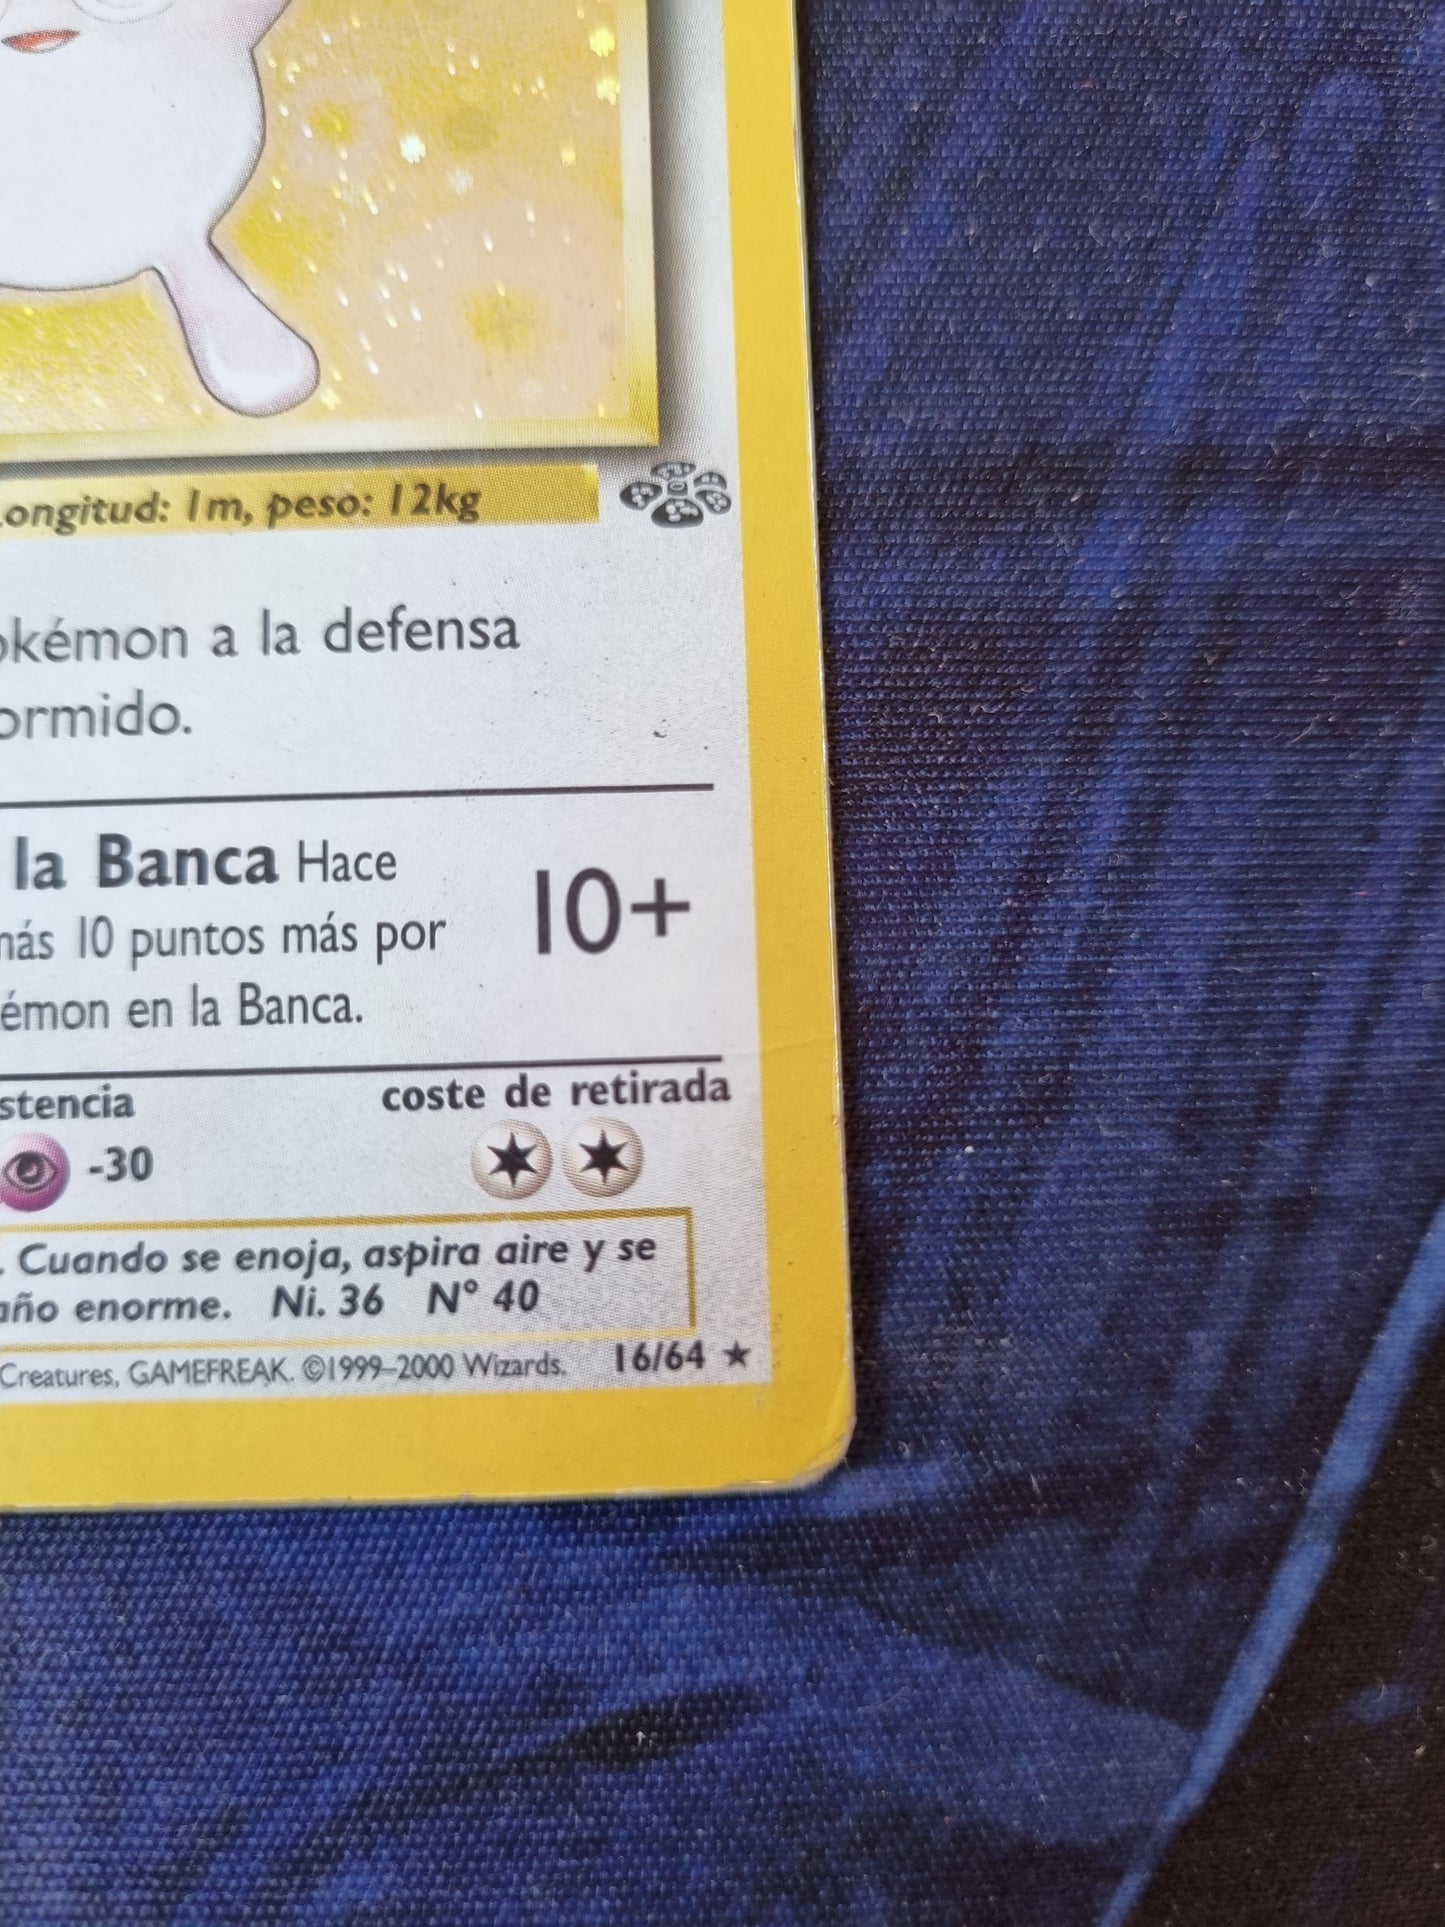 ongitud: 1m, peso: 12kg
okémon a la defensa
ormido.
la Banca Hace
más 10 puntos más por
10+
émon en la Banca.
stencia
coste de retirada
-30
. Cuando se enoja, aspira aire y se
año enorme. Ni. 36 N° 40
Creatures, GAMEFREAK. ©1999–2000 Wizards. 16/64 ★